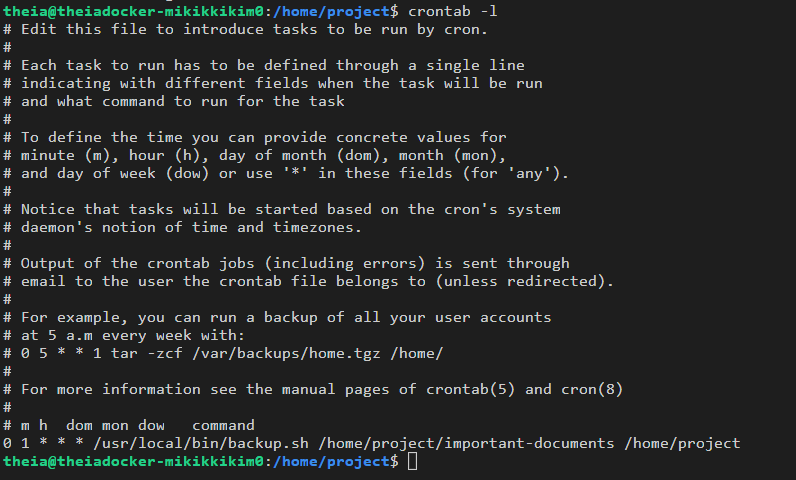 theia@theiadocker-mikikkikim0:/home/project$ crontab -l
# Edit this file to introduce tasks to be run by cron.
#
# Each task to run has to be defined through a single line
# indicating with different fields when the task will be run
# and what command to run for the task
#
# To define the time you can provide concrete values for
# minute (m), hour (h), day of month (dom), month (mon),
# and day of week (dow) or use '*' in these fields (for 'any').
#
# Notice that tasks will be started based on the cron's system
# daemon's notion of time and timezones.
#
# Output of the crontab jobs (including errors) is sent through
# email to the user the crontab file belongs to (unless redirected).
#
# For example, you can run a backup of all your user accounts
# at 5 a.m every week with:
# 0 5 * * 1 tar -zcf /var/backups/home.tgz /home/
#
# For more information see the manual pages of crontab(5) and cron(8)
#
# m h  dom mon dow   command
0 1 * * * /usr/local/bin/backup.sh /home/project/important-documents /home/project
theia@theiadocker-mikikkikim0:/home/project$